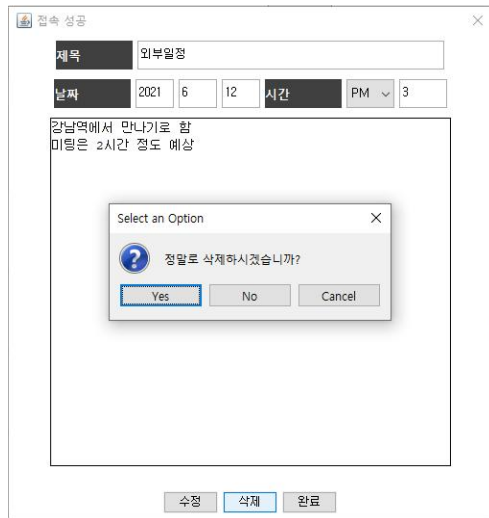 접속 성공
제목 외부일정
날짜 2021 6 12 시간 PM 3
강남역에서 만나기로 함
미팅은 2시간 정도 예상
Select an Option
정말로 삭제하시겠습니까?
Yes No Cancel
수정 삭제 완료